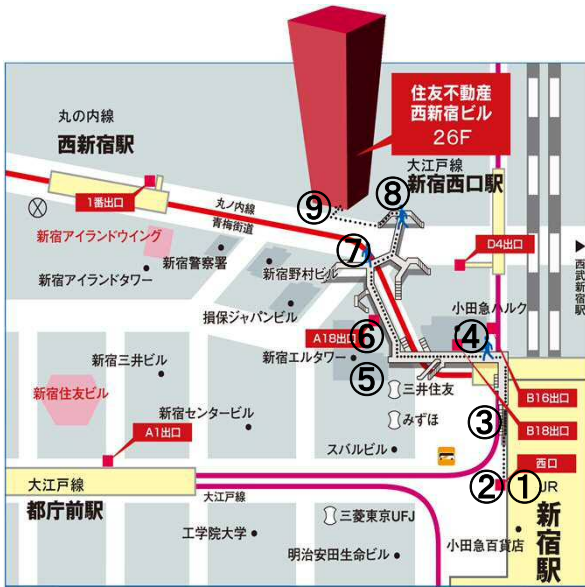 住友不動産
西新宿ビル
26F
丸の内線
西新宿駅
大江戸線
新宿西口駅
1番出口
丸ノ内線
青梅街道
⑨
⑧
⑦
D4出口
西武新宿駅
新宿アイランドウイング
新宿警察署
新宿野村ビル
新宿アイランドタワー
損保ジャパンビル
小田急ハルク
A18出口
⑥
④
新宿エルタワー
⑤
新宿三井ビル
三井住友
B16出口
新宿住友ビル
新宿センタービル
みずほ
③
B18出口
A1出口
スバルビル
西口
大江戸線
都庁前駅
大江戸線
②
①
JR
新宿駅
三菱東京UFJ
工学院大学
小田急百貨店
明治安田生命ビル